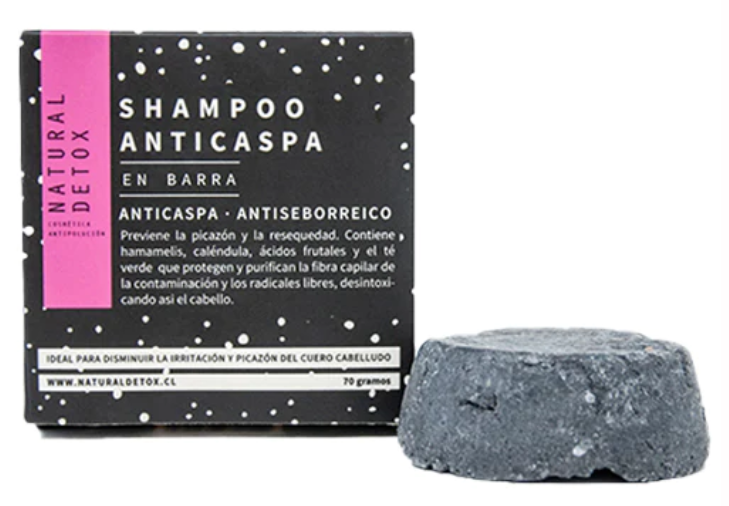 NATURAL
DETOX
COSMÉTICA
ANTIPOLUCIÓN
SHAMPOO
ANTICASPA
EN BARRA
ANTICASPA · ANTISEBORREICO
Previene la picazón y la resequedad. Contiene
hamamelis, caléndula, ácidos frutales y el té
verde que protegen y purifican la fibra capilar de
la contaminación y los radicales libres, desintoxi-
cando asi el cabello.
IDEAL PARA DISMINUIR LA IRRITACIÓN Y PICAZÓN DEL CUERO CABELLUDO
WWW.NATURALDETOX.CL 70 gramos